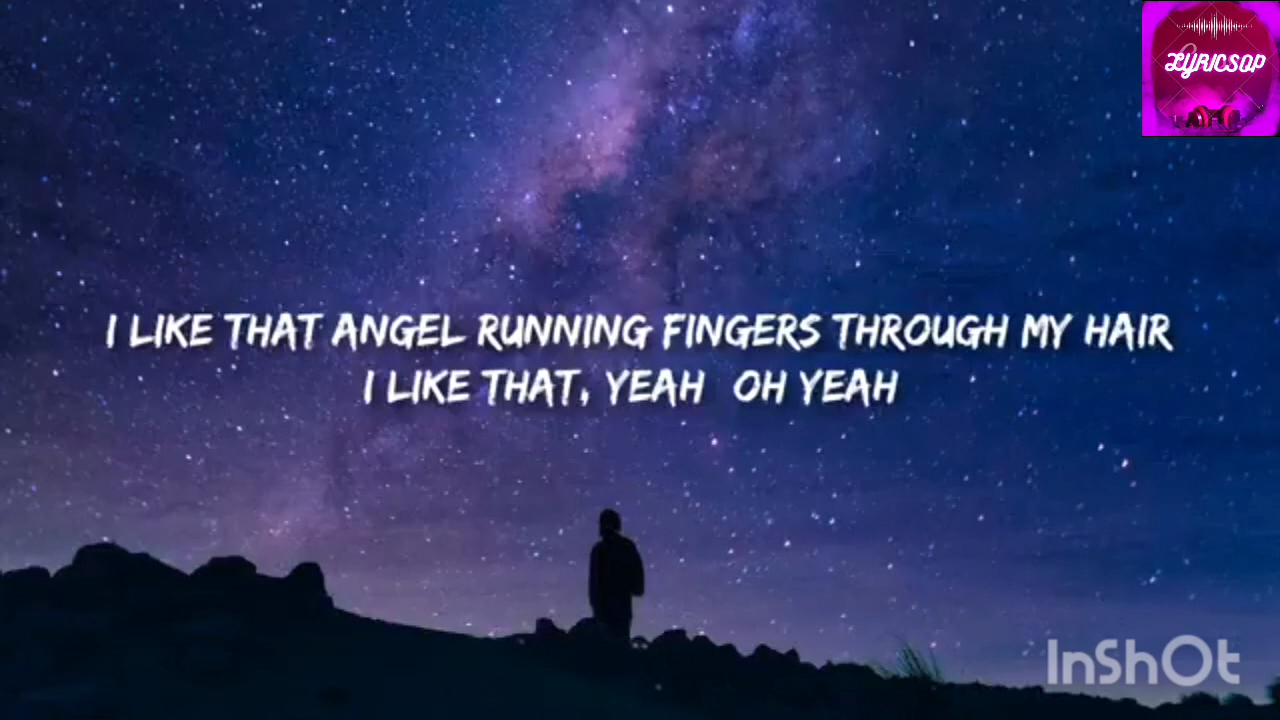 LYRICSOP
I LIKE THAT ANGEL RUNNING FINGERS THROUGH MY HAIR
I LIKE THAT, YEAH OH YEAH
InShOt